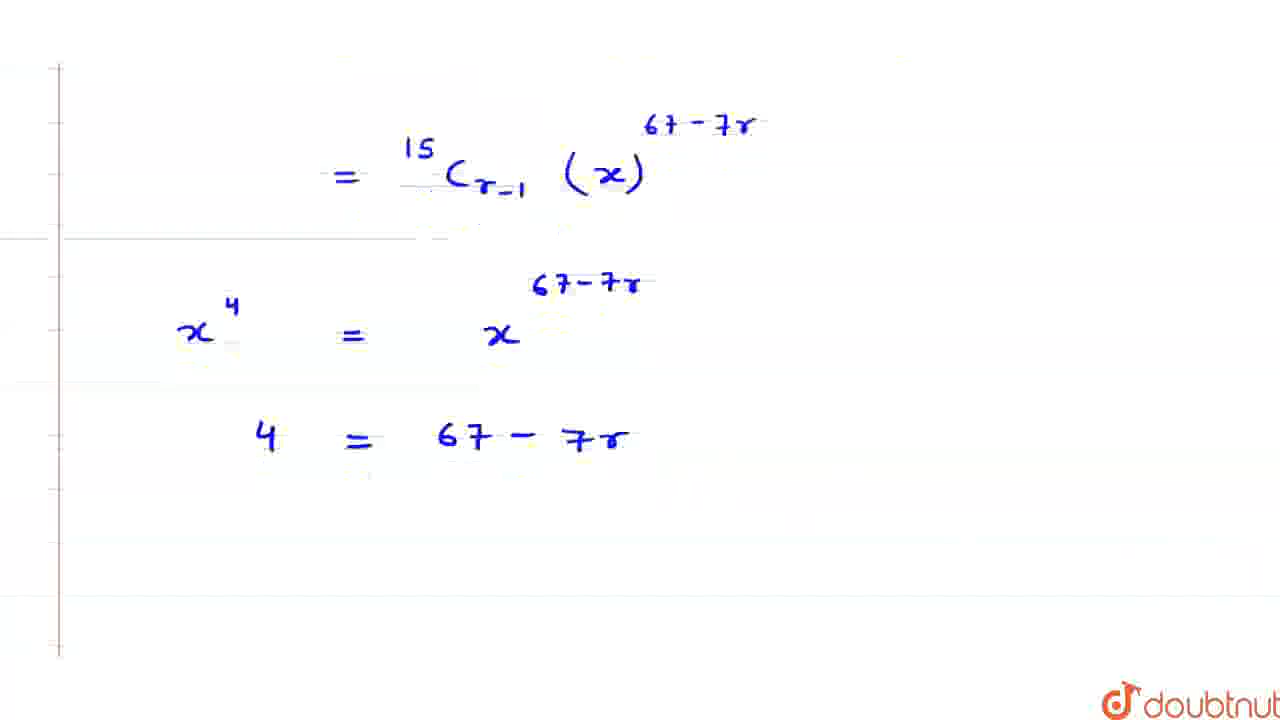 = ¹⁵C_{r-1} (x)^{67-7r}
x⁴ = x^{67-7r}
4 = 67 - 7r
doubtnut